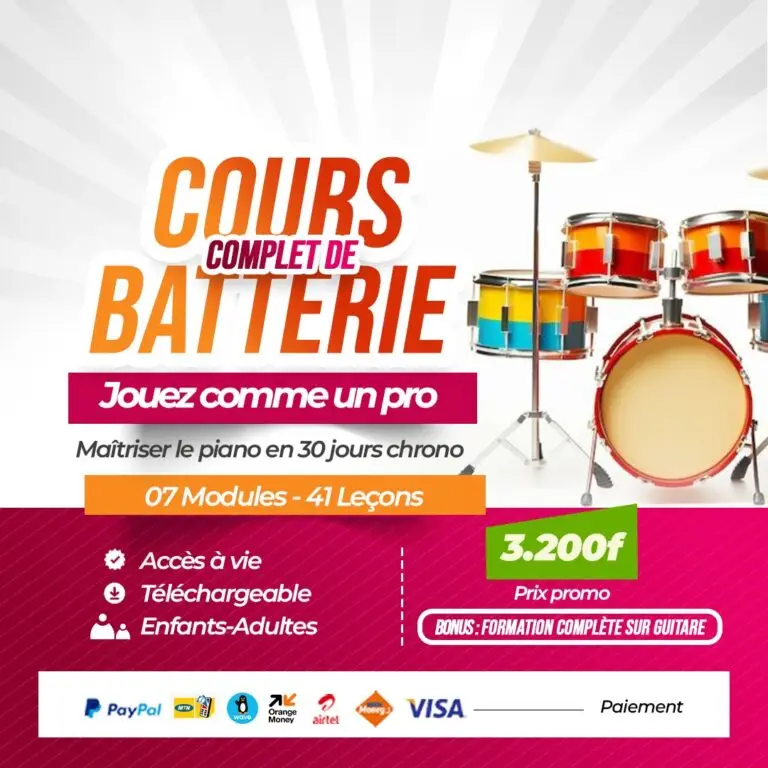 COURS
COMPLET DE
BATTERIE
Jouez comme un pro
Maîtriser le piano en 30 jours chrono
07 Modules - 41 Leçons
Accès à vie
Téléchargeable
Enfants-Adultes
3.200f
Prix promo
BONUS : FORMATION COMPLÈTE SUR GUITARE
PayPal
MTN
wave
Orange
Money
airtel
Money
VISA
Paiement